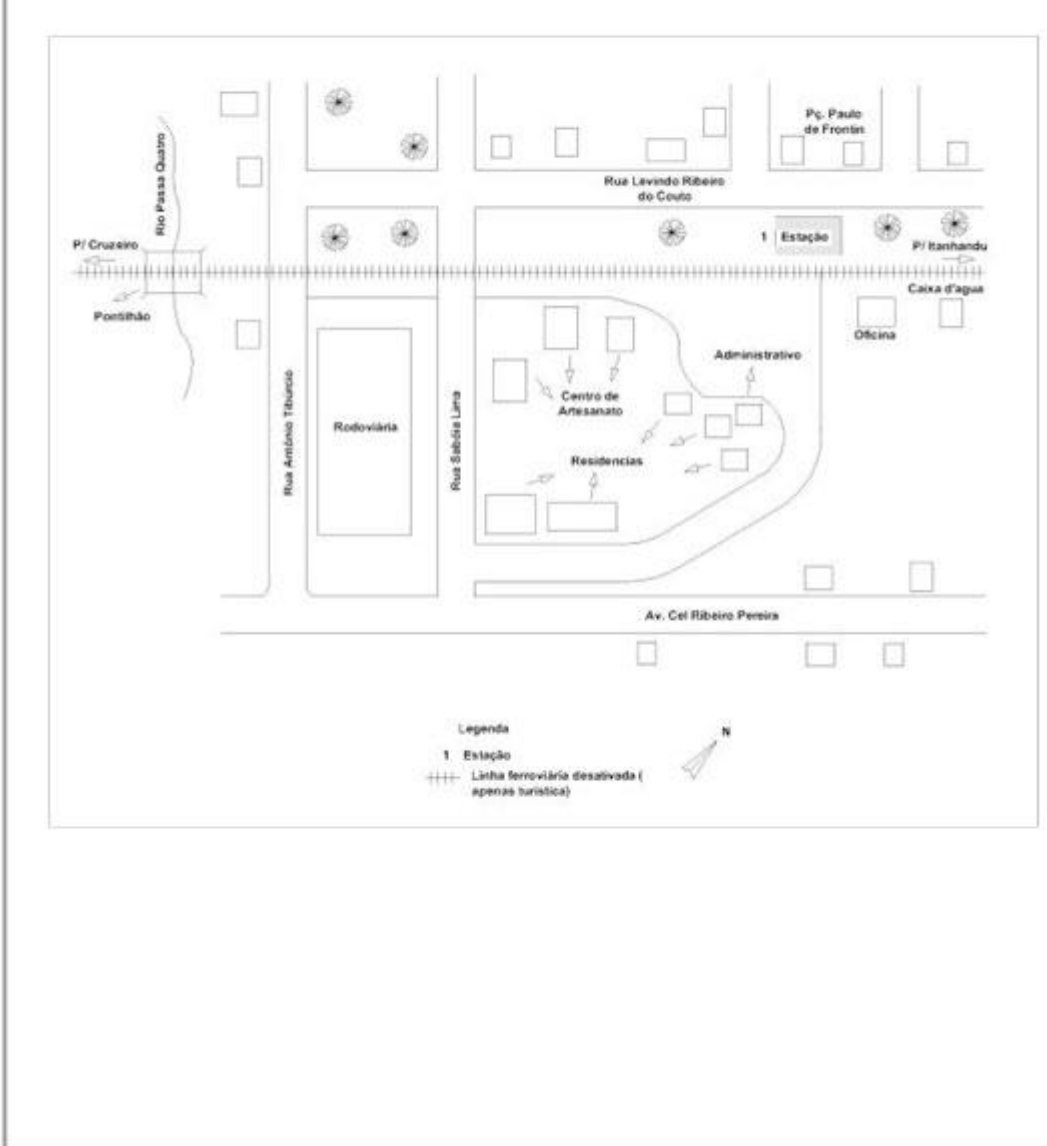 Pç. Paulo
de Frontin
Rio Passa Quatro
Rua Levindo Ribeiro
do Couto
P/ Cruzeiro
1 Estação
P/ Itanhandu
Pontilhão
Caixa d'agua
Oficina
Administrativo
Centro de
Artesanato
Rua Antônio Tibúrcio
Rodoviária
Rua Sabóia Lima
Residencias
Av. Cel Ribeiro Pereira
Legenda
N
1 Estação
Linha ferroviária desativada (
apenas turística)